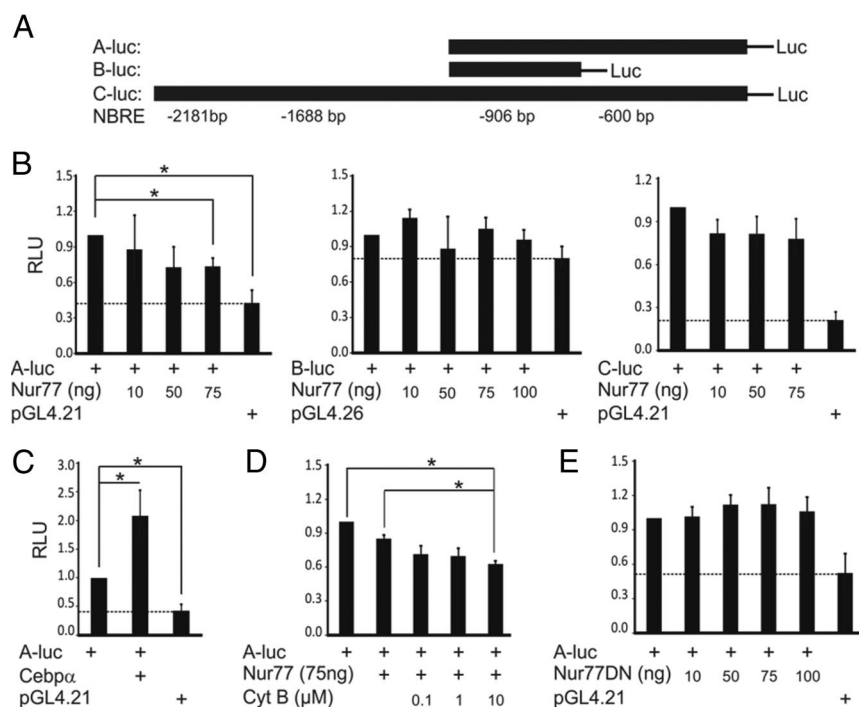 A
A-luc:
Luc
B-luc:
Luc
C-luc:
Luc
NBRE -2181bp -1688 bp -906 bp -600 bp
B
RLU
1.5
1.2
0.9
0.6
0.3
0.0
* *
A-luc + + + +
Nur77 (ng) 10 50 75
pGL4.21 +
1.5
1.2
0.9
0.6
0.3
0.0
B-luc + + + + +
Nur77 (ng) 10 50 75 100
pGL4.26 +
1.2
0.9
0.6
0.3
0.0
C-luc + + + +
Nur77 (ng) 10 50 75
pGL4.21 +
C
RLU
3.0
2.5
2.0
1.5
1.0
0.5
0.0
* *
A-luc + +
Cebpα +
pGL4.21 +
D
1.5
1.2
0.9
0.6
0.3
0.0
* *
A-luc + + + + +
Nur77 (75ng) + + + +
Cyt B (μM) 0.1 1 10
E
1.5
1.2
0.9
0.6
0.3
0.0
A-luc + + + + +
Nur77DN (ng) 10 50 75 100
pGL4.21 +